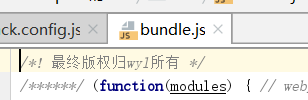 ck.config.js × bundle.js ×
/*! 最终版权归wyl所有 */
/******/ (function(modules) { // web